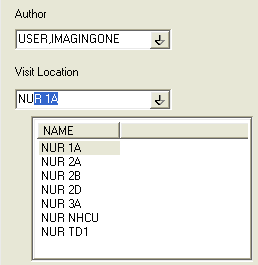 Author
USER,IMAGINGONE
Visit Location
NUR 1A
NAME
NUR 1A
NUR 2A
NUR 2B
NUR 2D
NUR 3A
NUR NHCU
NUR TD1